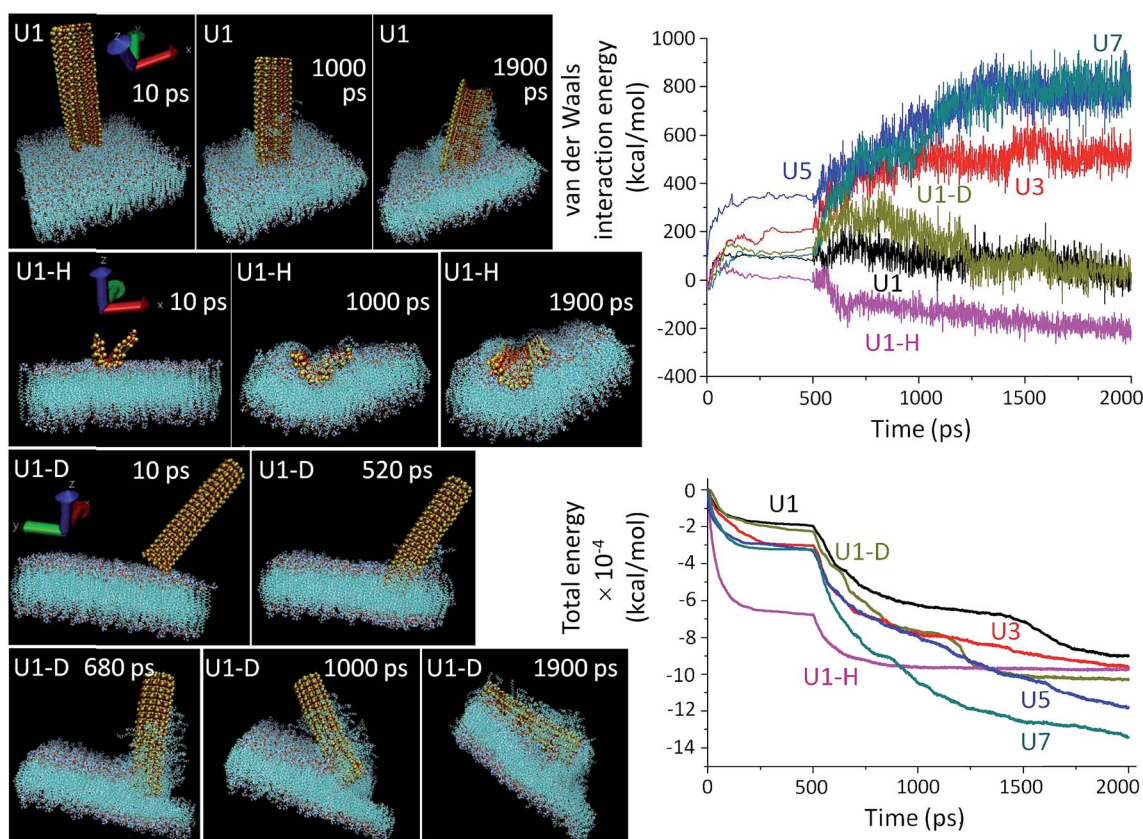 U1
z
y
x
10 ps
U1
1000
ps
U1
1900
ps
U1-H
z
x
10 ps
U1-H
1000 ps
U1-H
1900 ps
U1-D
z
x
y
10 ps
U1-D
520 ps
U1-D
680 ps
U1-D
1000 ps
U1-D
1900 ps
van der Waals
interaction energy
(kcal/mol)
1000
800
600
400
200
0
-200
-400
U7
U5
U3
U1-D
U1
U1-H
0
500
1000
1500
2000
Time (ps)
Total energy
× 10⁻⁴
(kcal/mol)
0
-2
-4
-6
-8
-10
-12
-14
U1
U1-D
U3
U1-H
U5
U7
0
500
1000
1500
2000
Time (ps)